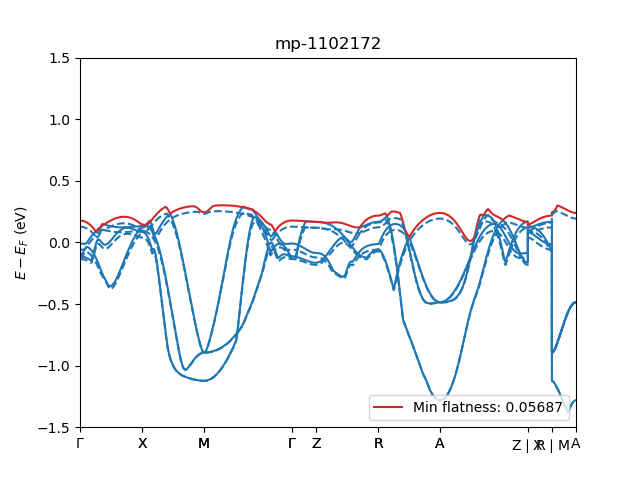 mp-1102172
E − E_F (eV)
1.5
1.0
0.5
0.0
−0.5
−1.0
−1.5
Min flatness: 0.05687
Γ X M Γ Z R A Z | X R | M A